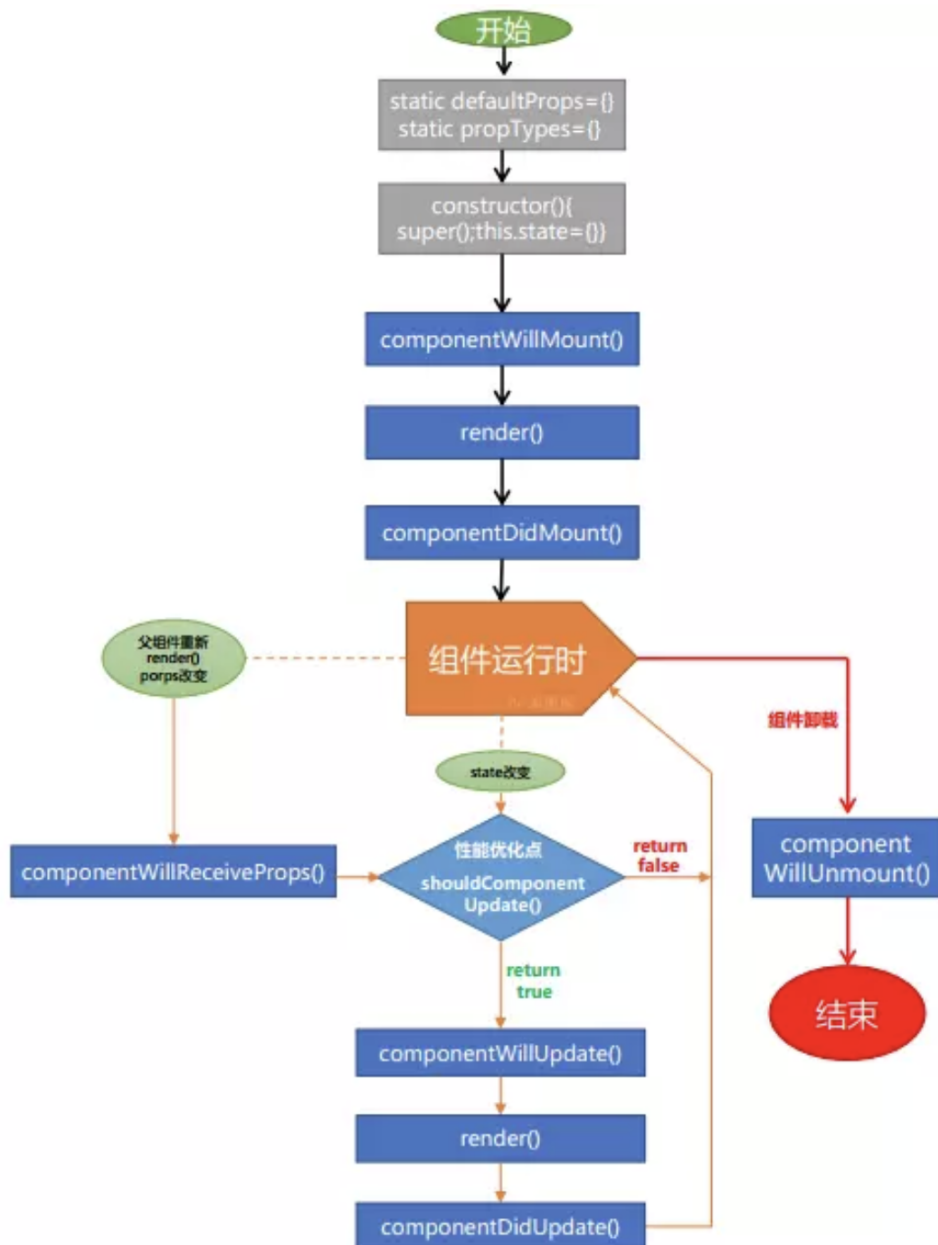 开始
static defaultProps={}
static propTypes={}
constructor(){
super();this.state={}}
componentWillMount()
render()
componentDidMount()
父组件重新
render()
porps改变
组件运行时
组件卸载
state改变
componentWillReceiveProps()
性能优化点
shouldComponent
Update()
return
false
component
WillUnmount()
return
true
结束
componentWillUpdate()
render()
componentDidUpdate()